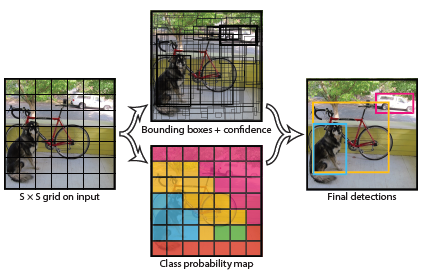 Bounding boxes + confidence
S × S grid on input
Final detections
Class probability map